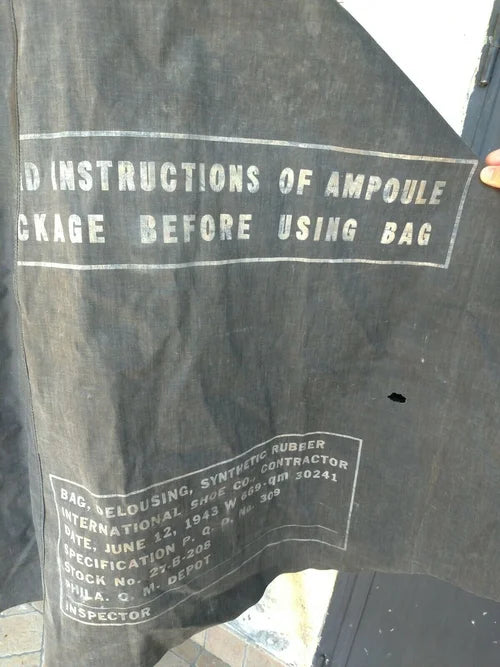 INSTRUCTIONS OF AMPOULE
CKAGE BEFORE USING BAG
BAG, DELOUSING, SYNTHETIC RUBBER
INTERNATIONAL SHOE CO., CONTRACTOR
DATE, JUNE 12, 1943 W 669-qm 30241
SPECIFICATION P. Q. D. No. 309
STOCK No. 27-B-208
PHILA. Q. M. DEPOT
INSPECTOR